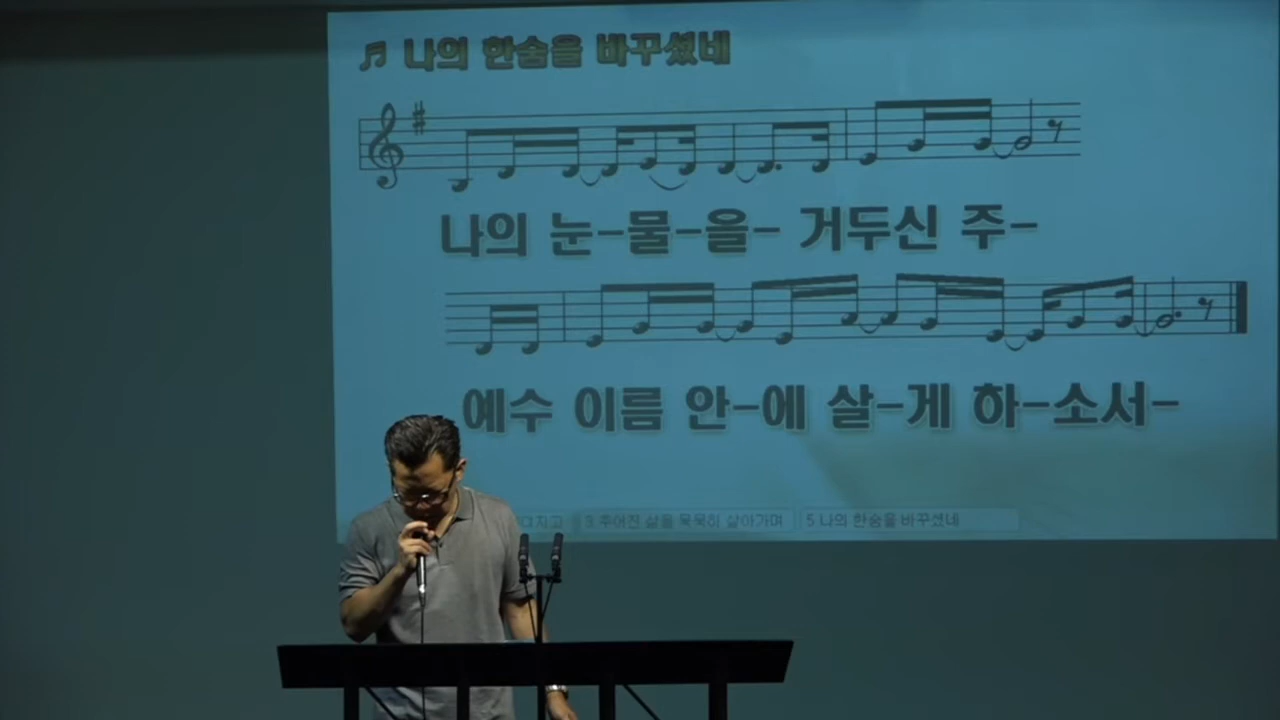 ♬ 나의 한숨을 바꾸셨네
나의 눈-물-을- 거두신 주-
예수 이름 안-에 살-게 하-소서-
지고
주어진 삶을 묵묵히 살아가며
5 나의 한숨을 바꾸셨네